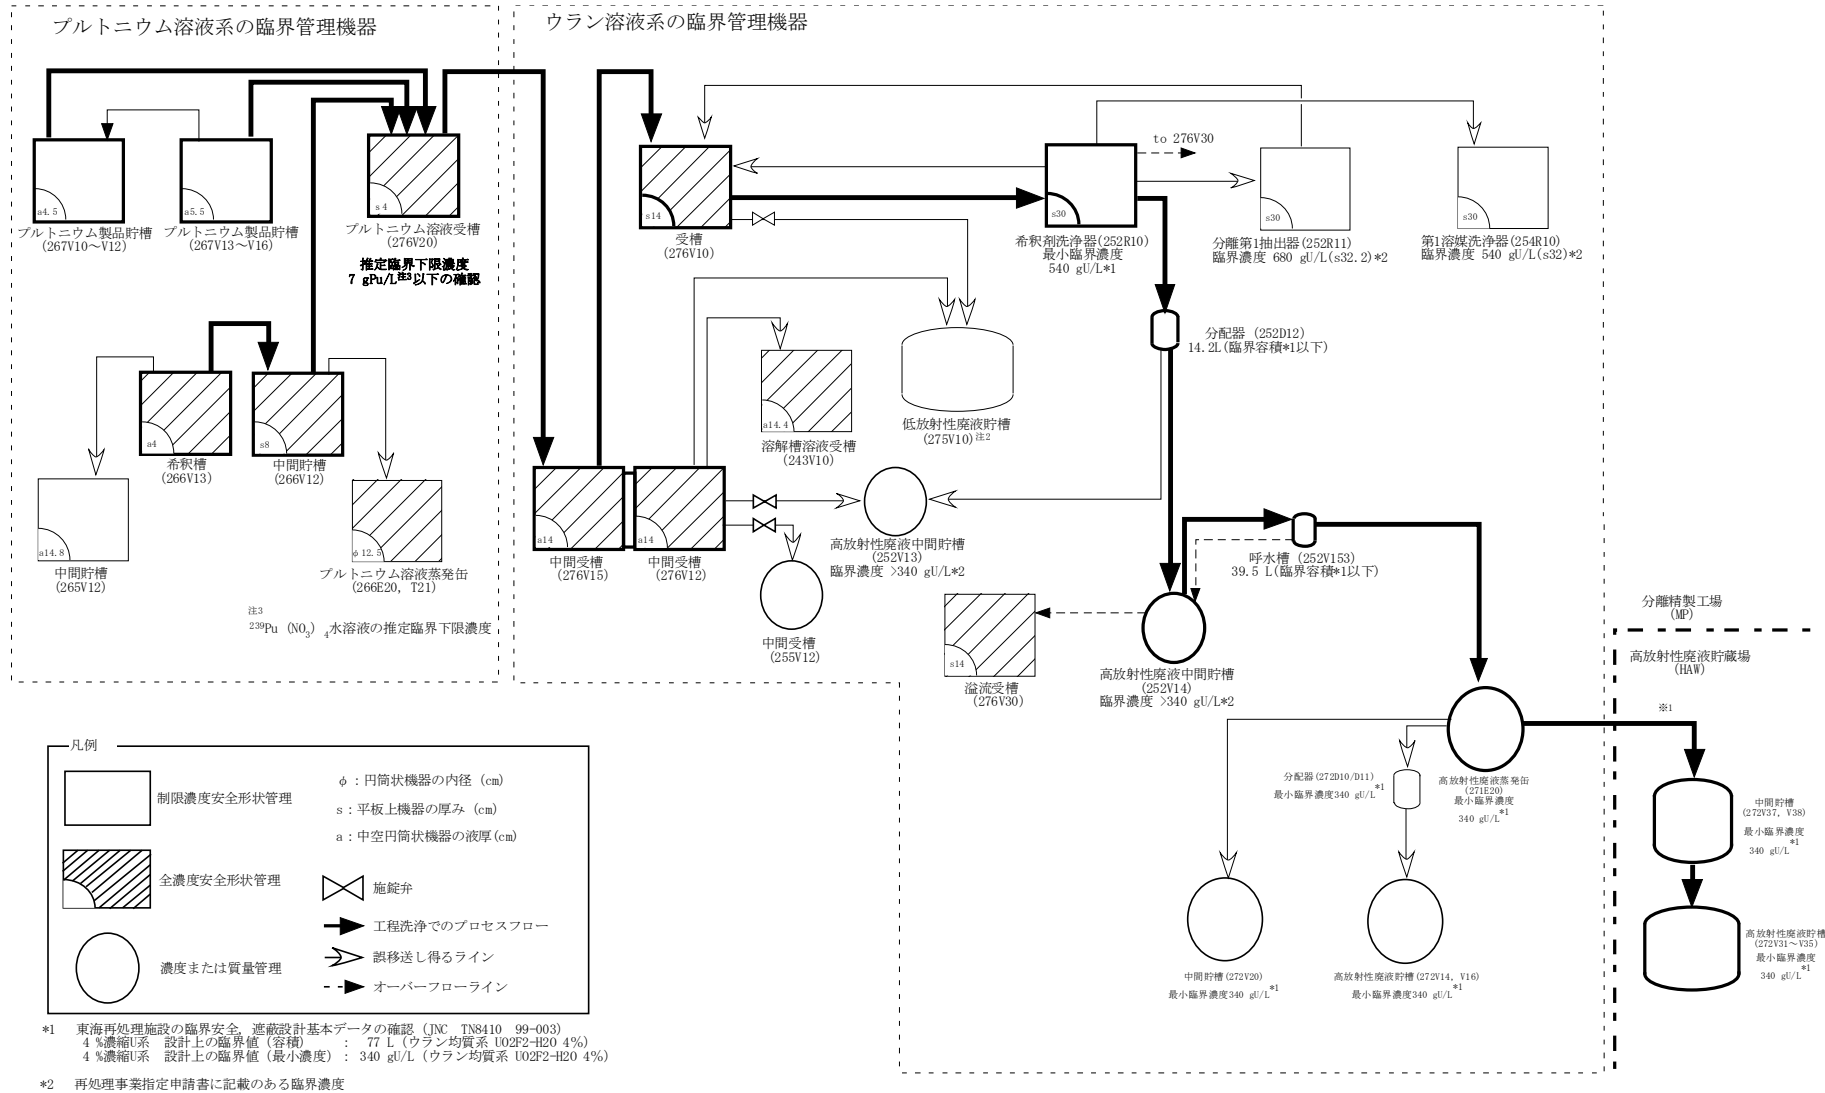 プルトニウム溶液系の臨界管理機器
a4.5
プルトニウム製品貯槽
(267V10～V12)
a5.5
プルトニウム製品貯槽
(267V13～V16)
s 4
プルトニウム溶液受槽
(276V20)
推定臨界下限濃度
7 gPu/L注3以下の確認
a4
希釈槽
(266V13)
s8
中間貯槽
(266V12)
a14.8
中間貯槽
(265V12)
φ12.5
プルトニウム溶液蒸発缶
(266E20, T21)
注3
239Pu (NO3) 4水溶液の推定臨界下限濃度
ウラン溶液系の臨界管理機器
s14
受槽
(276V10)
s30
希釈剤洗浄器(252R10)
最小臨界濃度
540 gU/L*1
to 276V30
s30
分離第1抽出器(252R11)
臨界濃度 680 gU/L(s32.2)*2
s30
第1溶媒洗浄器(254R10)
臨界濃度 540 gU/L(s32)*2
分配器 (252D12)
14.2L(臨界容積*1以下)
a14.4
溶解槽溶液受槽
(243V10)
低放射性廃液貯槽
(275V10)注2
a14
中間受槽
(276V15)
a14
中間受槽
(276V12)
高放射性廃液中間貯槽
(252V13)
臨界濃度 >340 gU/L*2
中間受槽
(255V12)
呼水槽 (252V153)
39.5 L(臨界容積*1以下)
s14
溢流受槽
(276V30)
高放射性廃液中間貯槽
(252V14)
臨界濃度 >340 gU/L*2
分離精製工場
(MP)
高放射性廃液貯蔵場
(HAW)
※1
高放射性廃液蒸発缶
(271E20)
最小臨界濃度
340 gU/L*1
分配器(272D10/D11)
最小臨界濃度340 gU/L*1
中間貯槽
(272V37, V38)
最小臨界濃度
340 gU/L*1
高放射性廃液貯槽
(272V31～V35)
最小臨界濃度
340 gU/L*1
中間貯槽(272V20)
最小臨界濃度340 gU/L*1
高放射性廃液貯槽(272V14, V16)
最小臨界濃度340 gU/L*1
凡例
制限濃度安全形状管理
全濃度安全形状管理
濃度または質量管理
φ：円筒状機器の内径 (cm)
s：平板上機器の厚み (cm)
a：中空円筒状機器の液厚(cm)
施錠弁
工程洗浄でのプロセスフロー
誤移送し得るライン
オーバーフローライン
*1 東海再処理施設の臨界安全, 遮蔽設計基本データの確認 (JNC TN8410 99-003)
4 %濃縮U系 設計上の臨界値 (容積) ： 77 L (ウラン均質系 UO2F2-H2O 4%)
4 %濃縮U系 設計上の臨界値 (最小濃度)： 340 gU/L (ウラン均質系 UO2F2-H2O 4%)
*2 再処理事業指定申請書に記載のある臨界濃度